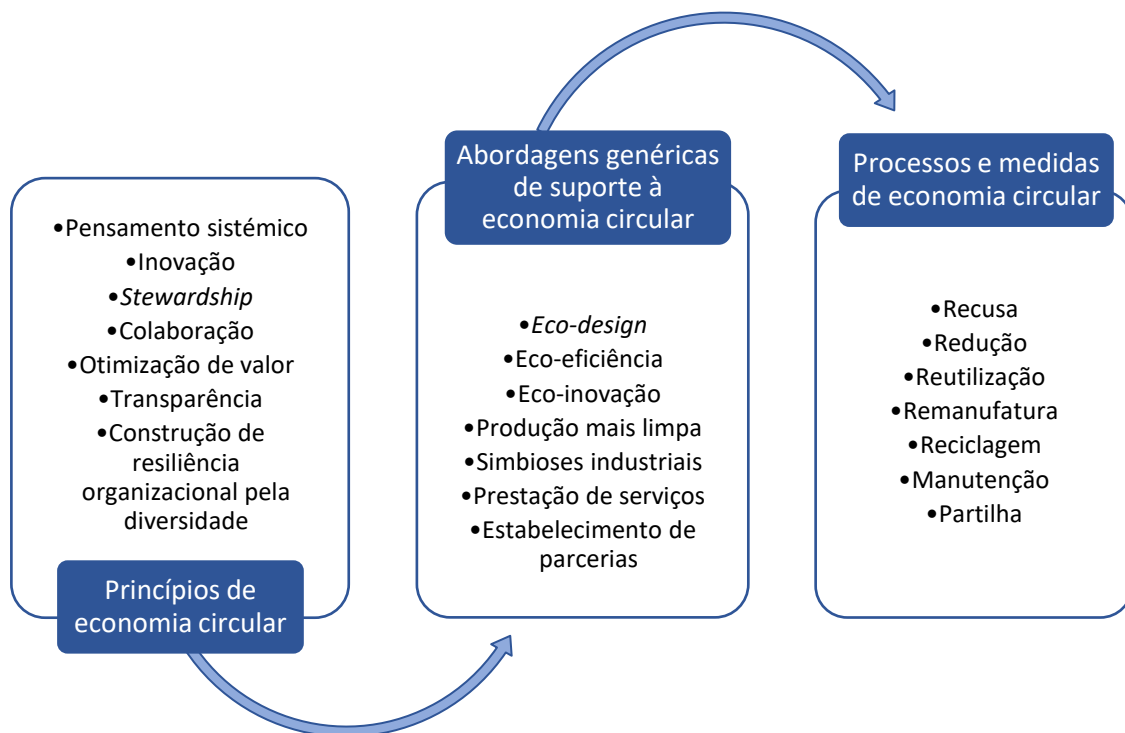 •Pensamento sistémico
•Inovação
•Stewardship
•Colaboração
•Otimização de valor
•Transparência
•Construção de
resiliência
organizacional pela
diversidade
Princípios de
economia circular
Abordagens genéricas
de suporte à
economia circular
•Eco-design
•Eco-eficiência
•Eco-inovação
•Produção mais limpa
•Simbioses industriais
•Prestação de serviços
•Estabelecimento de
parcerias
Processos e medidas
de economia circular
•Recusa
•Redução
•Reutilização
•Remanufatura
•Reciclagem
•Manutenção
•Partilha